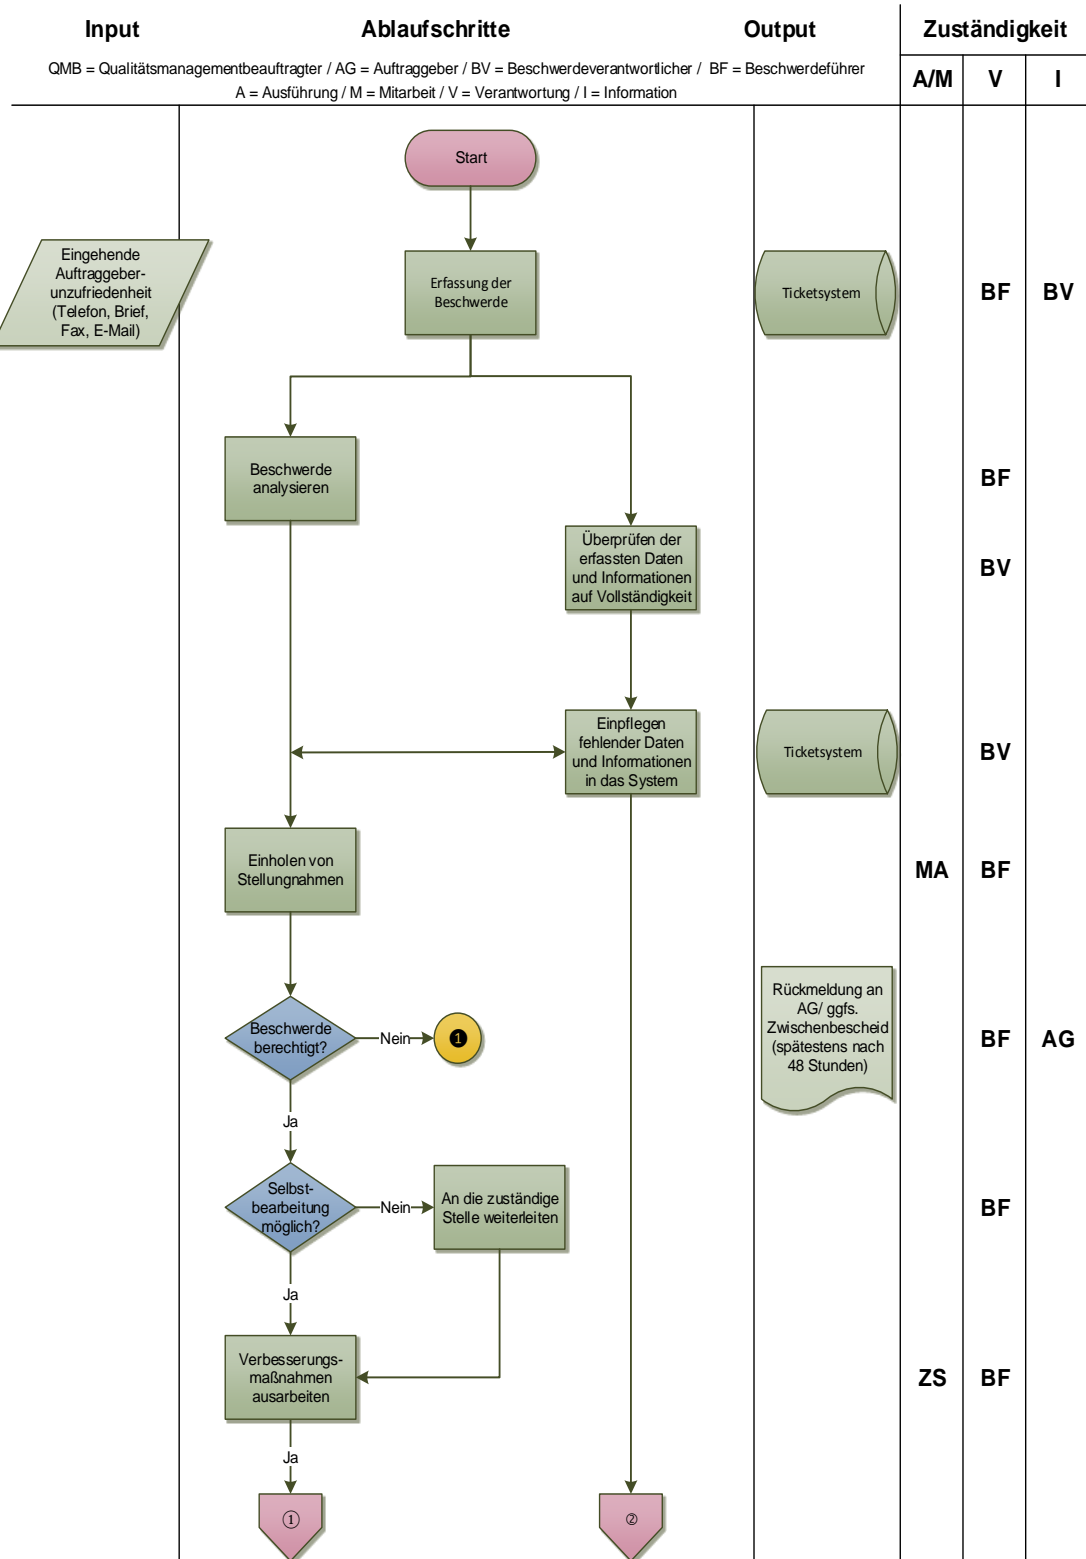 Input
Ablaufschritte
Output
Zuständigkeit
QMB = Qualitätsmanagementbeauftragter / AG = Auftraggeber / BV = Beschwerdeverantwortlicher / BF = Beschwerdeführer
A = Ausführung / M = Mitarbeit / V = Verantwortung / I = Information
A/M
V
I
Start
Eingehende
Auftraggeber-
unzufriedenheit
(Telefon, Brief,
Fax, E-Mail)
Erfassung der
Beschwerde
Ticketsystem
BF
BV
Beschwerde
analysieren
BF
Überprüfen der
erfassten Daten
und Informationen
auf Vollständigkeit
BV
Einpflegen
fehlender Daten
und Informationen
in das System
Ticketsystem
BV
Einholen von
Stellungnahmen
MA
BF
Beschwerde
berechtigt?
Nein
❶
Rückmeldung an
AG/ ggfs.
Zwischenbescheid
(spätestens nach
48 Stunden)
BF
AG
Ja
Selbst-
bearbeitung
möglich?
Nein
An die zuständige
Stelle weiterleiten
BF
Ja
Verbesserungs-
maßnahmen
ausarbeiten
ZS
BF
Ja
①
②